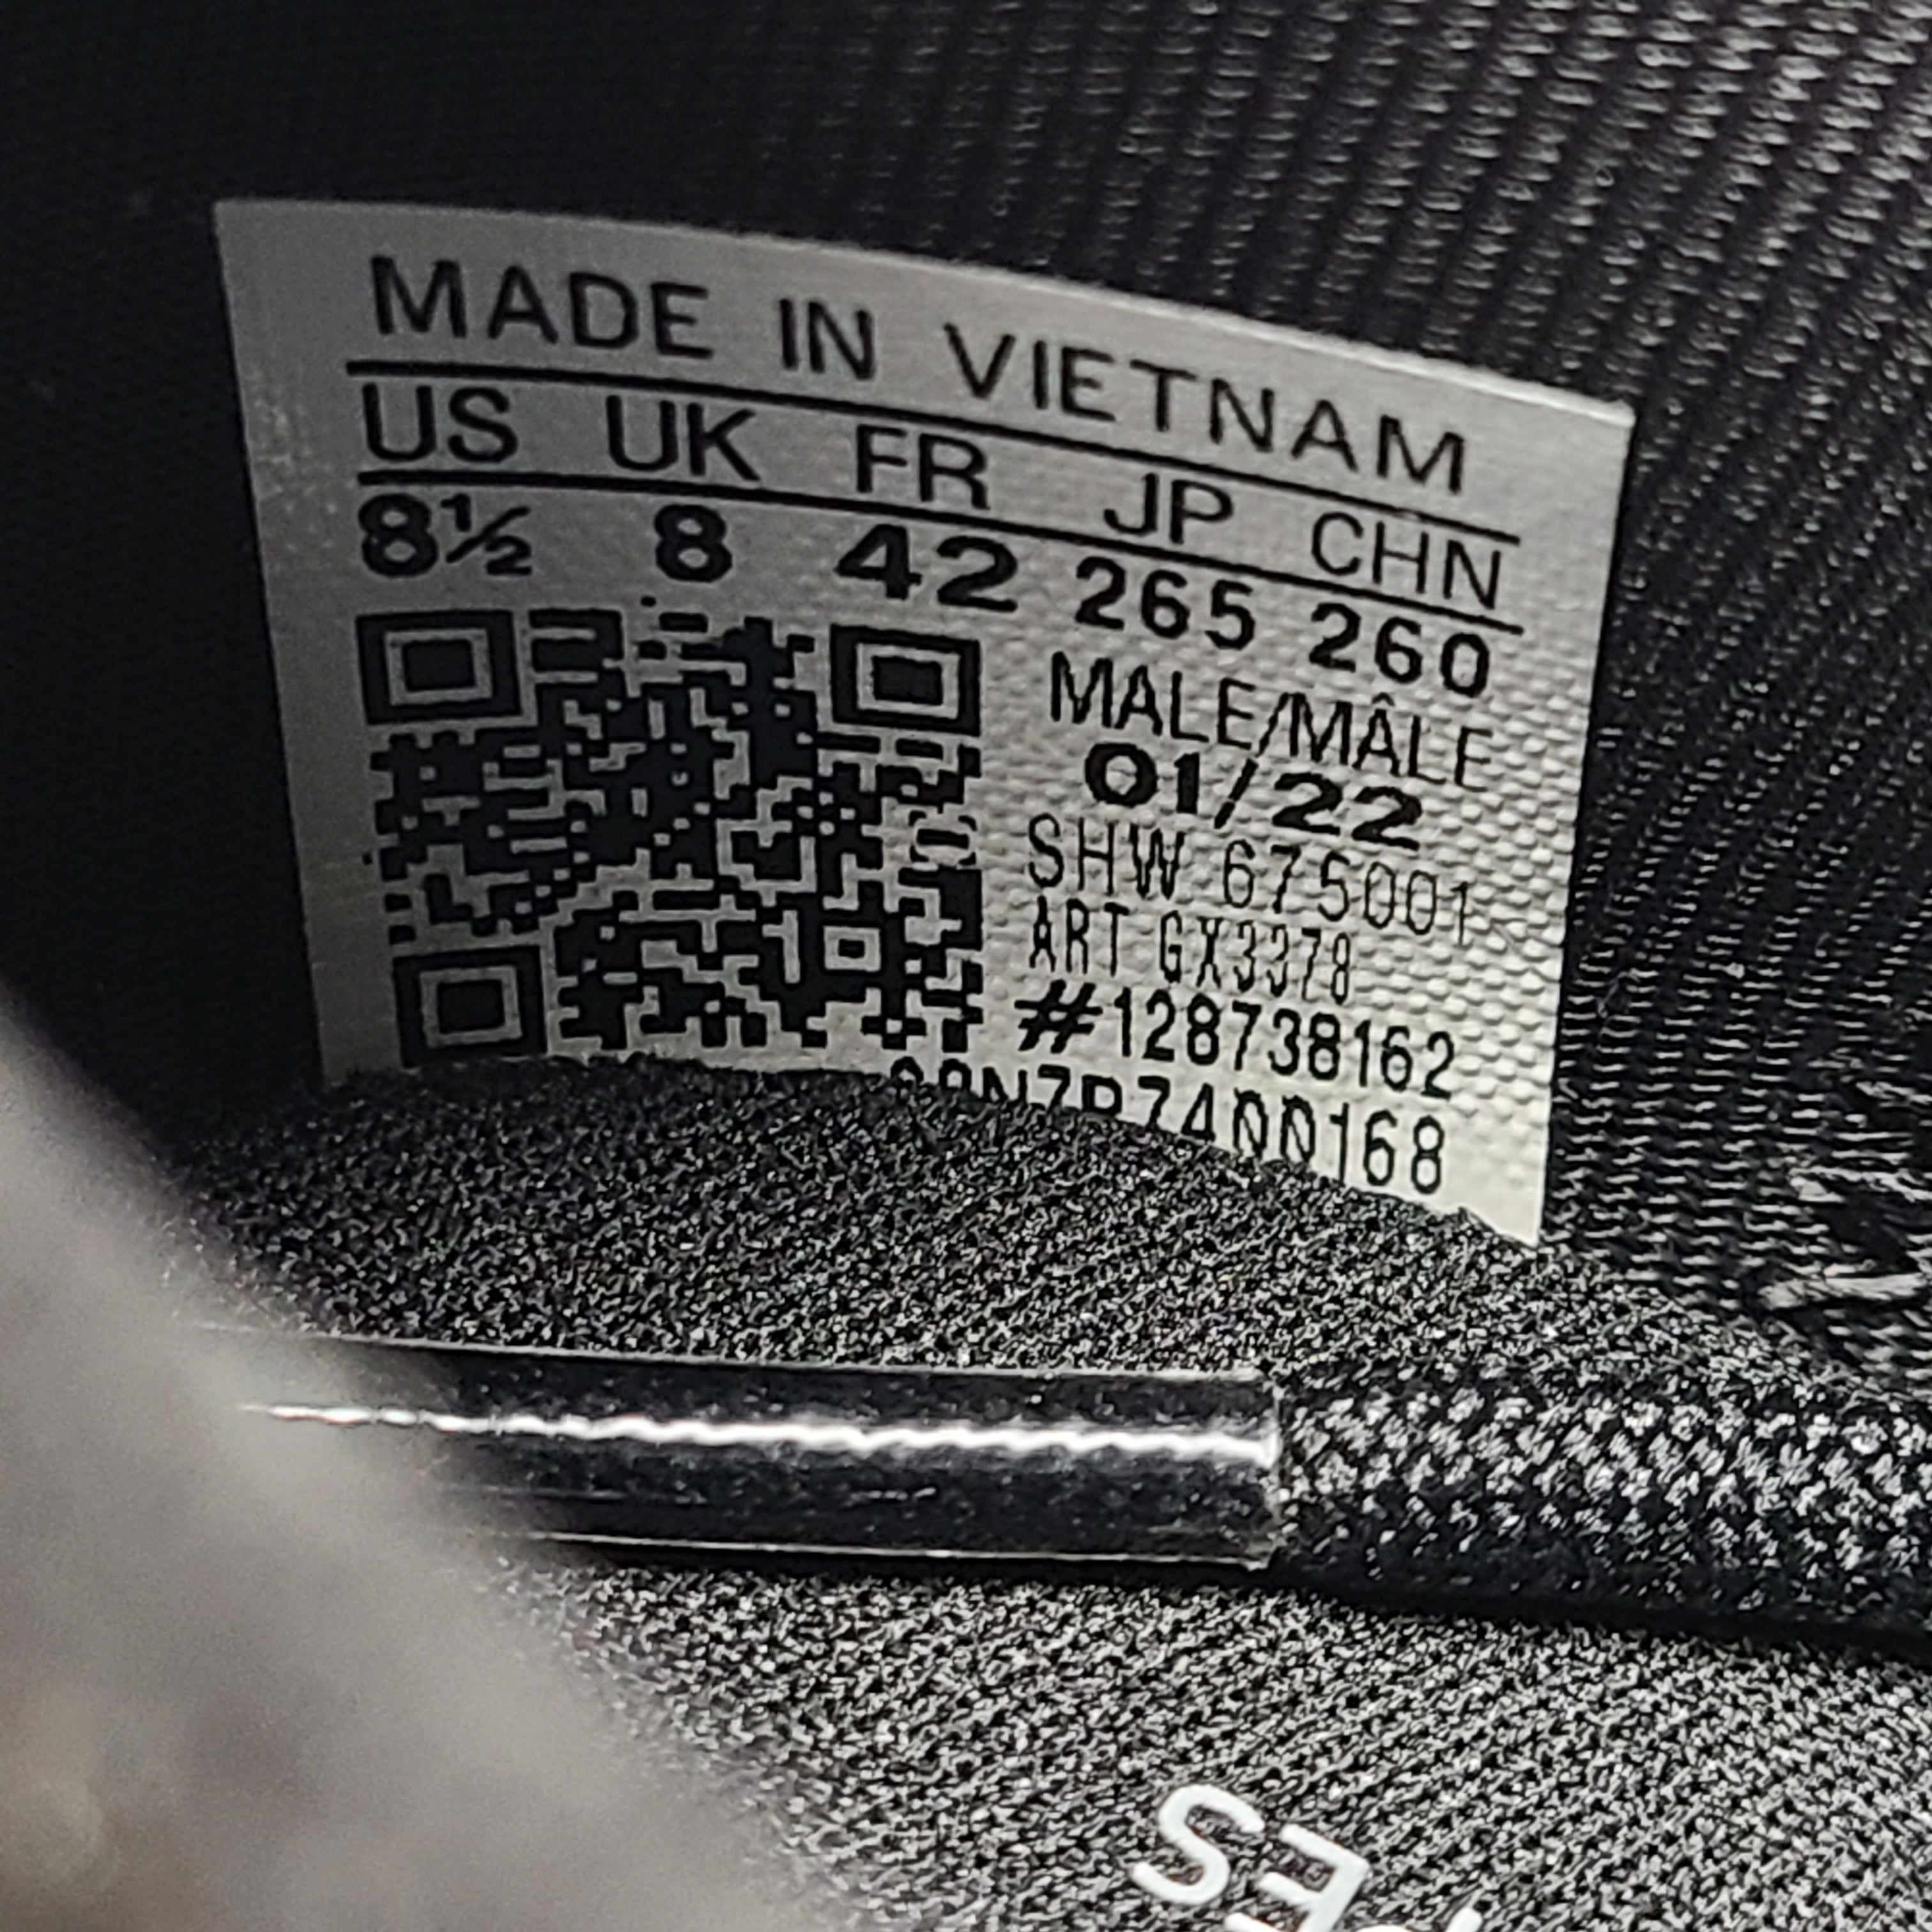 MADE IN VIETNAM
US UK FR JP CHN
8½ 8 42 265 260
MALE/MÂLE
01/22
SHW 675001
ART GX3378
#128738162